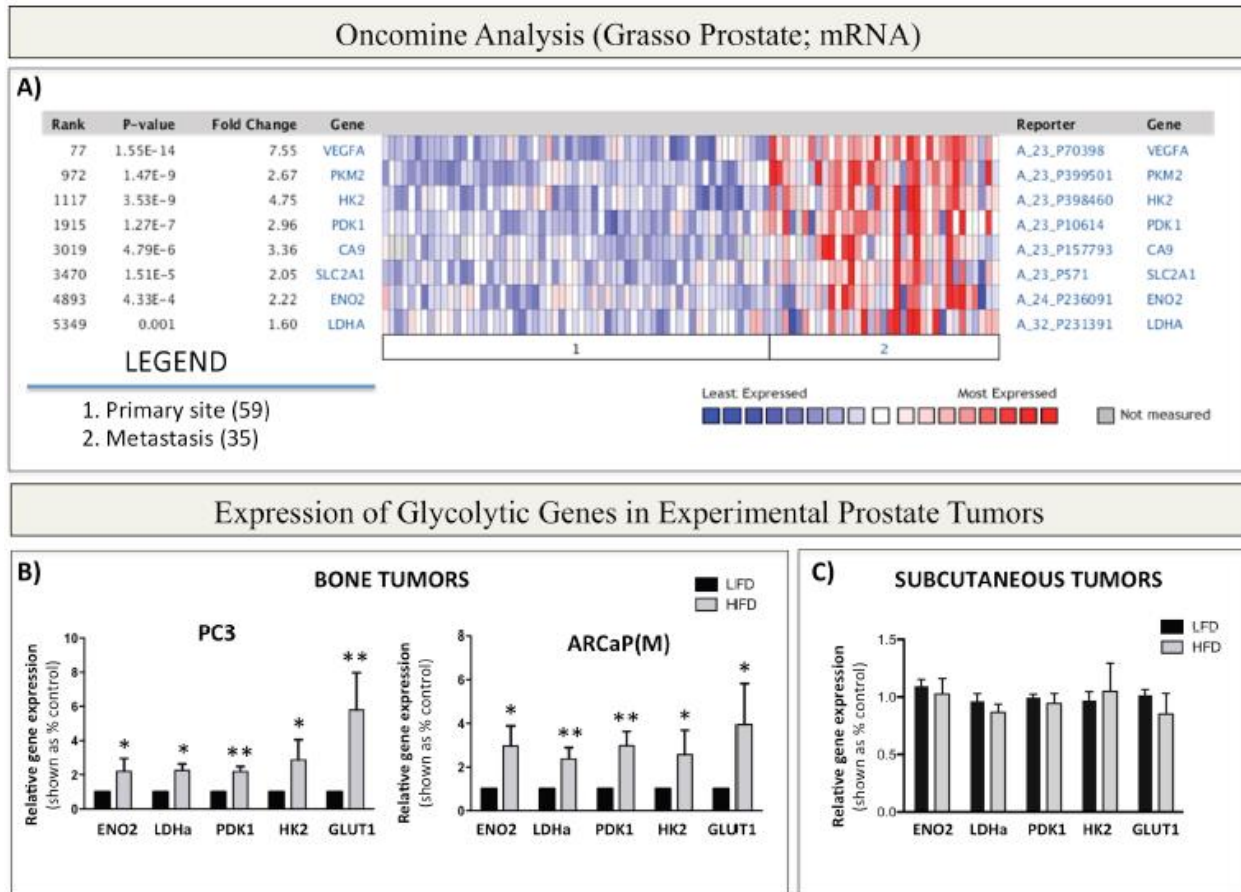 Oncomine Analysis (Grasso Prostate; mRNA)
A)
Rank P-value Fold Change Gene Reporter Gene
77 1.55E-14 7.55 VEGFA A_23_P70398 VEGFA
972 1.47E-9 2.67 PKM2 A_23_P399501 PKM2
1117 3.53E-9 4.75 HK2 A_23_P398460 HK2
1915 1.27E-7 2.96 PDK1 A_23_P10614 PDK1
3019 4.79E-6 3.36 CA9 A_23_P157793 CA9
3470 1.51E-5 2.05 SLC2A1 A_23_P571 SLC2A1
4893 4.33E-4 2.22 ENO2 A_24_P236091 ENO2
5349 0.001 1.60 LDHA A_32_P231391 LDHA
1 2
LEGEND
1. Primary site (59)
2. Metastasis (35)
Least Expressed Most Expressed
Not measured
Expression of Glycolytic Genes in Experimental Prostate Tumors
B)
BONE TUMORS
LFD
HFD
PC3
Relative gene expression
(shown as % control)
10
8
6
4
2
0
* * ** * **
ENO2 LDHa PDK1 HK2 GLUT1
ARCaP(M)
Relative gene expression
(shown as % control)
8
6
4
2
0
* ** ** * *
ENO2 LDHa PDK1 HK2 GLUT1
C)
SUBCUTANEOUS TUMORS
LFD
HFD
Relative gene expression
(shown as % control)
1.5
1.0
0.5
0.0
ENO2 LDHa PDK1 HK2 GLUT1